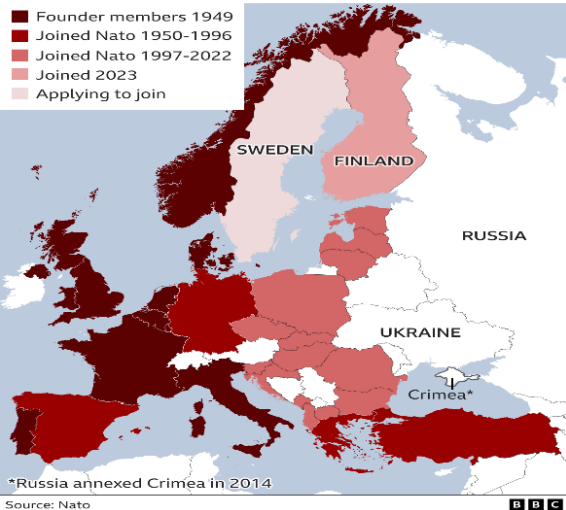 Founder members 1949
Joined Nato 1950-1996
Joined Nato 1997-2022
Joined 2023
Applying to join
SWEDEN
FINLAND
RUSSIA
UKRAINE
Crimea*
*Russia annexed Crimea in 2014
Source: Nato
BBC